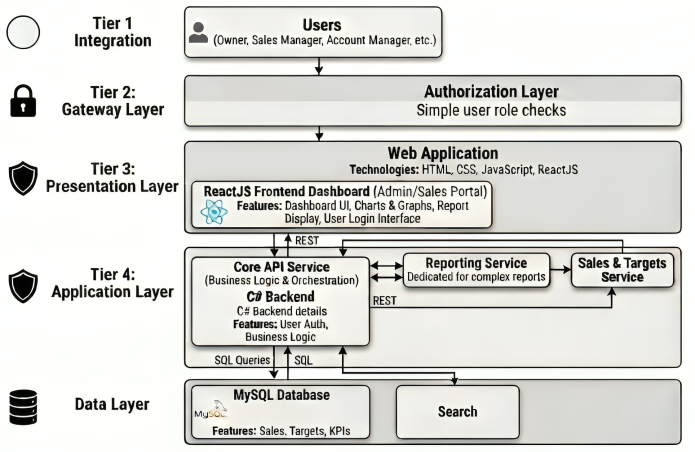 Tier 1
Integration
Users
(Owner, Sales Manager, Account Manager, etc.)
Tier 2:
Gateway Layer
Authorization Layer
Simple user role checks
Tier 3:
Presentation Layer
Web Application
Technologies: HTML, CSS, JavaScript, ReactJS
ReactJS Frontend Dashboard (Admin/Sales Portal)
Features: Dashboard UI, Charts & Graphs, Report
Display, User Login Interface
REST
Tier 4:
Application Layer
Core API Service
(Business Logic & Orchestration)
C# Backend
C# Backend details
Features: User Auth,
Business Logic
Reporting Service
Dedicated for complex reports
Sales & Targets
Service
REST
SQL Queries
SQL
Data Layer
MySQL Database
MySQL
Features: Sales, Targets, KPIs
Search